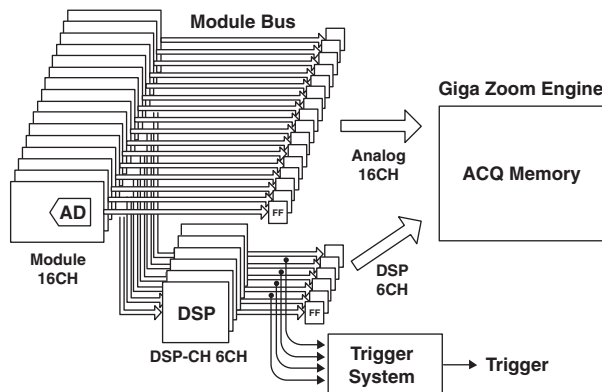 Module Bus
Giga Zoom Engine
Analog
16CH
ACQ Memory
AD
FF
Module
16CH
DSP
6CH
DSP
FF
DSP-CH 6CH
Trigger
System
Trigger